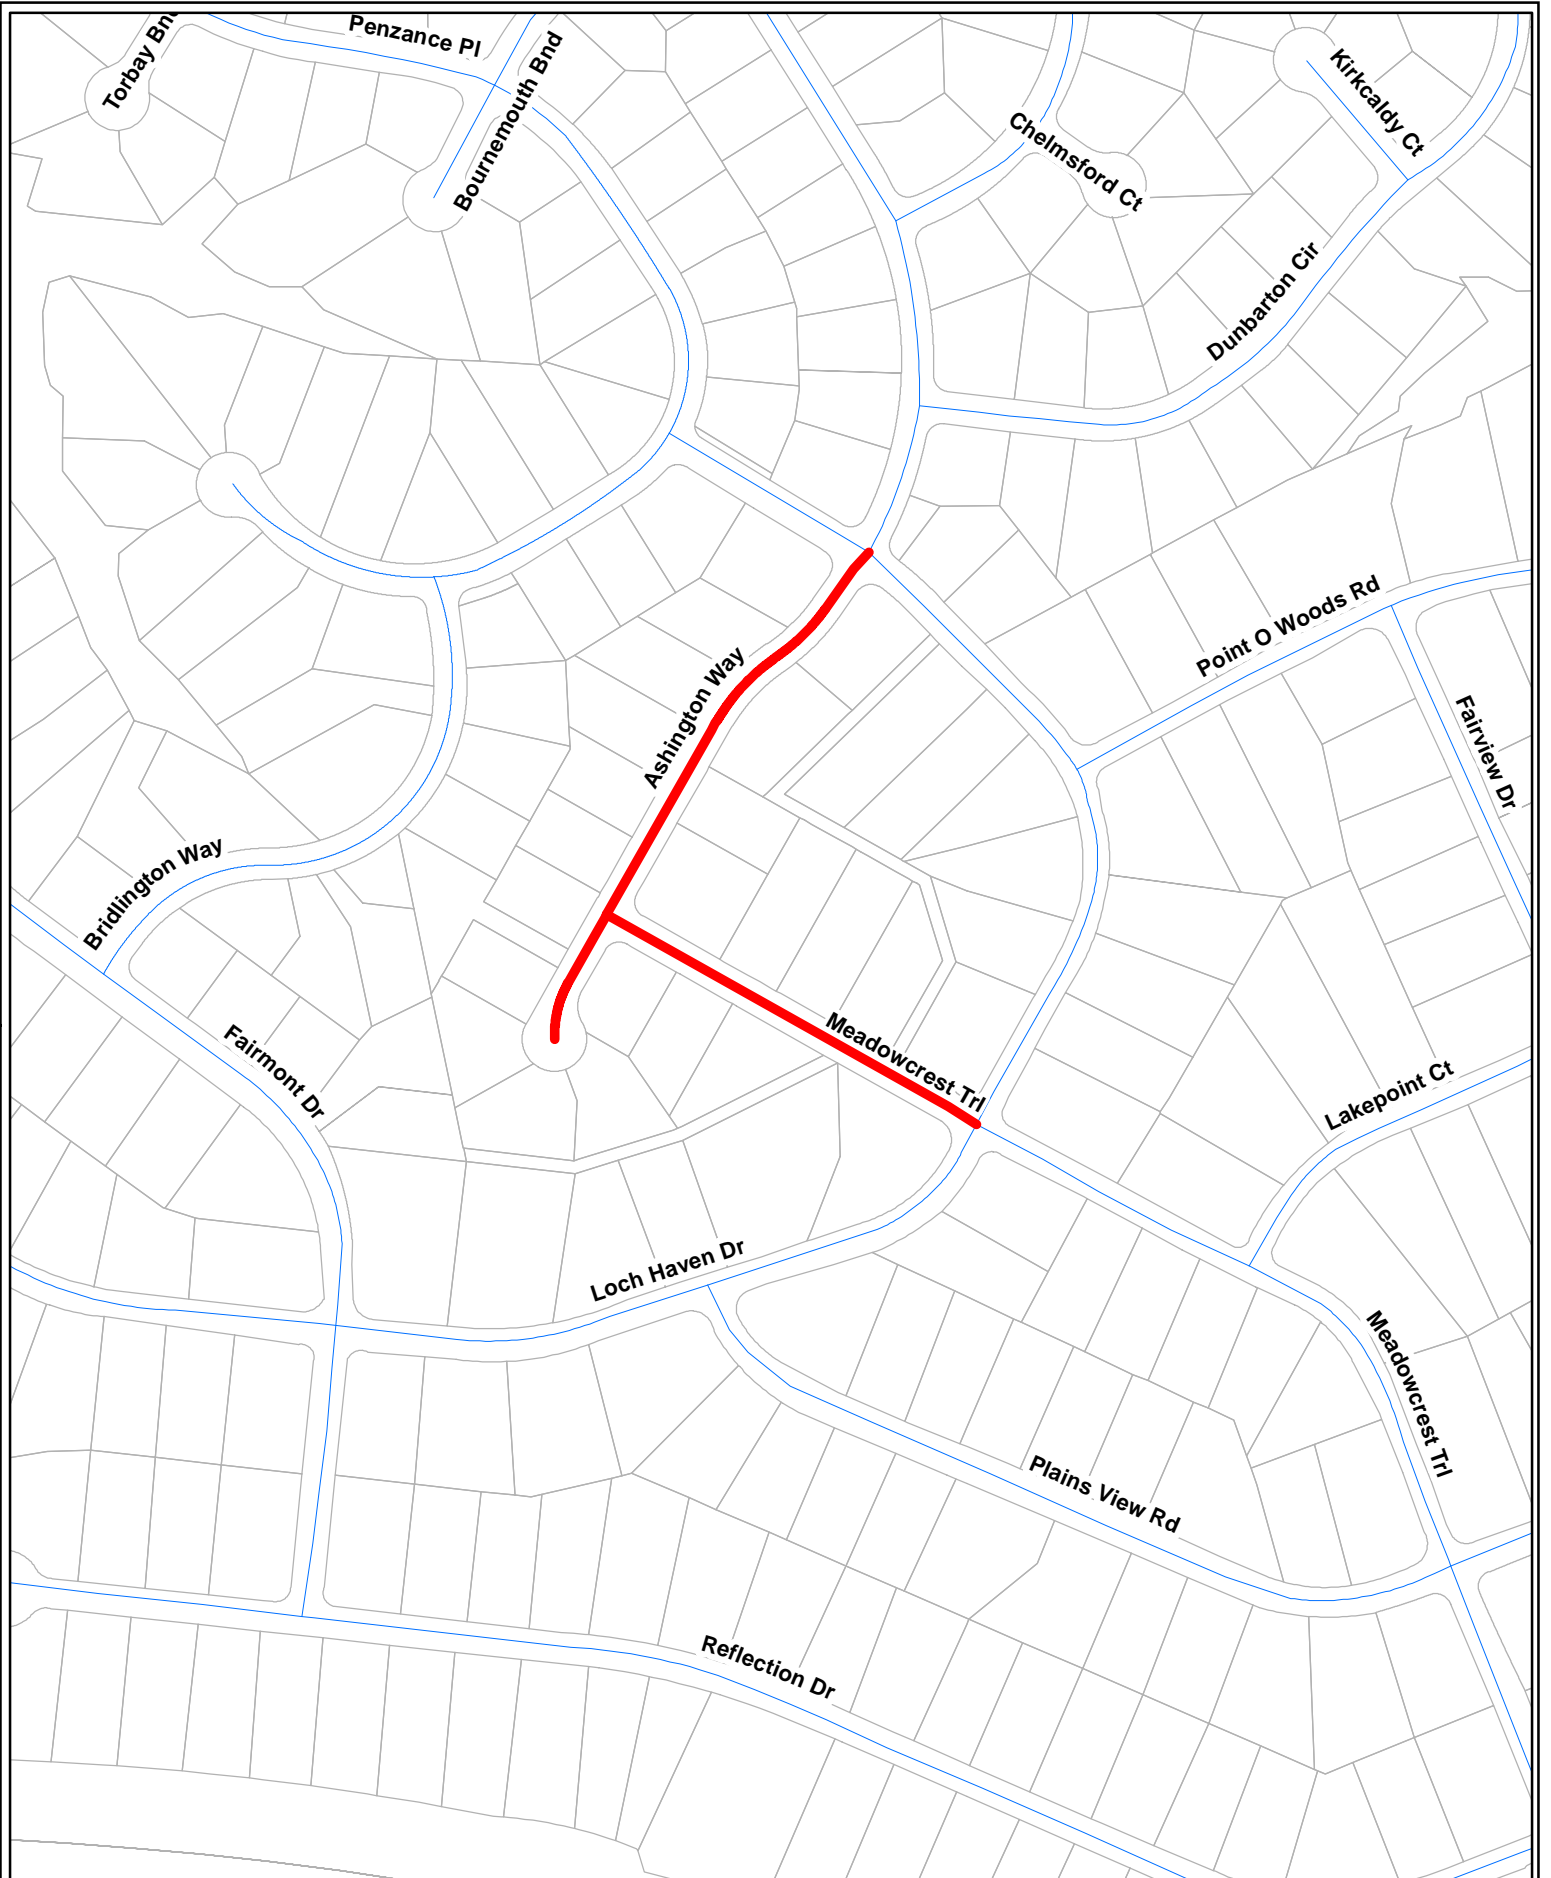 Penzance Pl
Torbay Bnd
Bournemouth Bnd
Kirkcaldy Ct
Chelmsford Ct
Dunbarton Cir
Point O Woods Rd
Ashington Way
Fairview Dr
Bridlington Way
Meadowcrest Trl
Fairmont Dr
Lakepoint Ct
Loch Haven Dr
Meadowcrest Trl
Plains View Rd
Reflection Dr